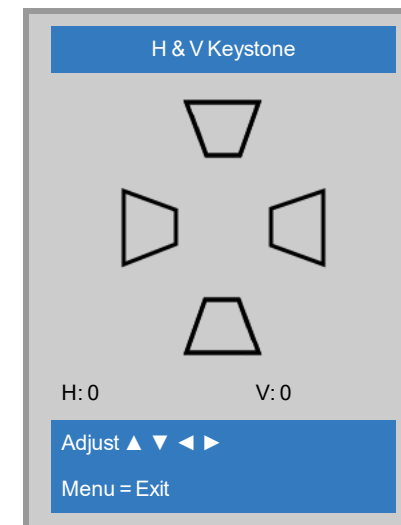 H & V Keystone
H: 0 V: 0
Adjust ▲ ▼ ◄ ►
Menu = Exit